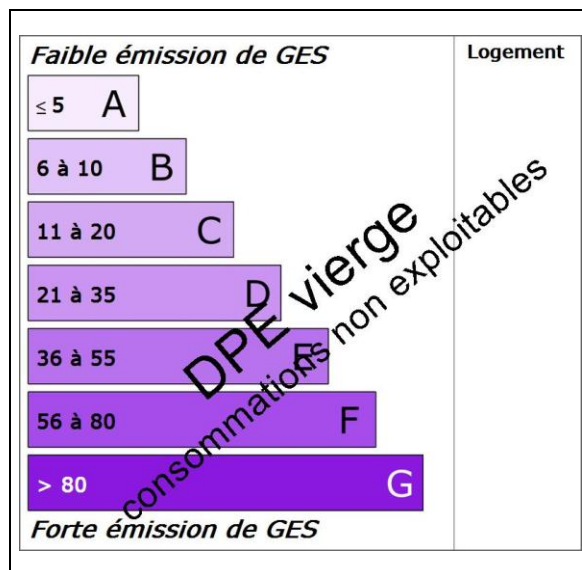 Faible émission de GES
Logement
≤ 5 A
6 à 10 B
11 à 20 C
21 à 35 D
36 à 55 E
56 à 80 F
> 80 G
Forte émission de GES
DPE vierge
consommations non exploitables